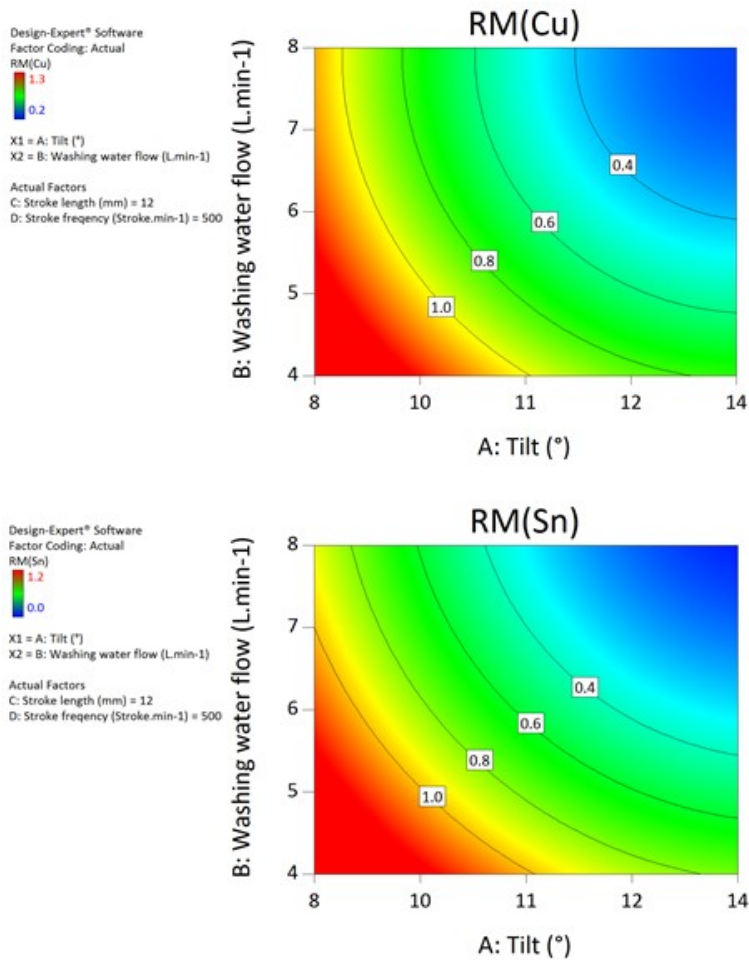 RM(Cu)
Design-Expert® Software
Factor Coding: Actual
RM(Cu)
1.3
0.2
X1 = A: Tilt (°)
X2 = B: Washing water flow (L.min-1)
Actual Factors
C: Stroke length (mm) = 12
D: Stroke freqency (Stroke.min-1) = 500
B: Washing water flow (L.min-1)
8
7
6
5
4
0.4
0.6
0.8
1.0
8 10 11 12 14
A: Tilt (°)
RM(Sn)
Design-Expert® Software
Factor Coding: Actual
RM(Sn)
1.2
0.0
X1 = A: Tilt (°)
X2 = B: Washing water flow (L.min-1)
Actual Factors
C: Stroke length (mm) = 12
D: Stroke freqency (Stroke.min-1) = 500
B: Washing water flow (L.min-1)
8
7
6
5
4
0.4
0.6
0.8
1.0
8 10 11 12 14
A: Tilt (°)